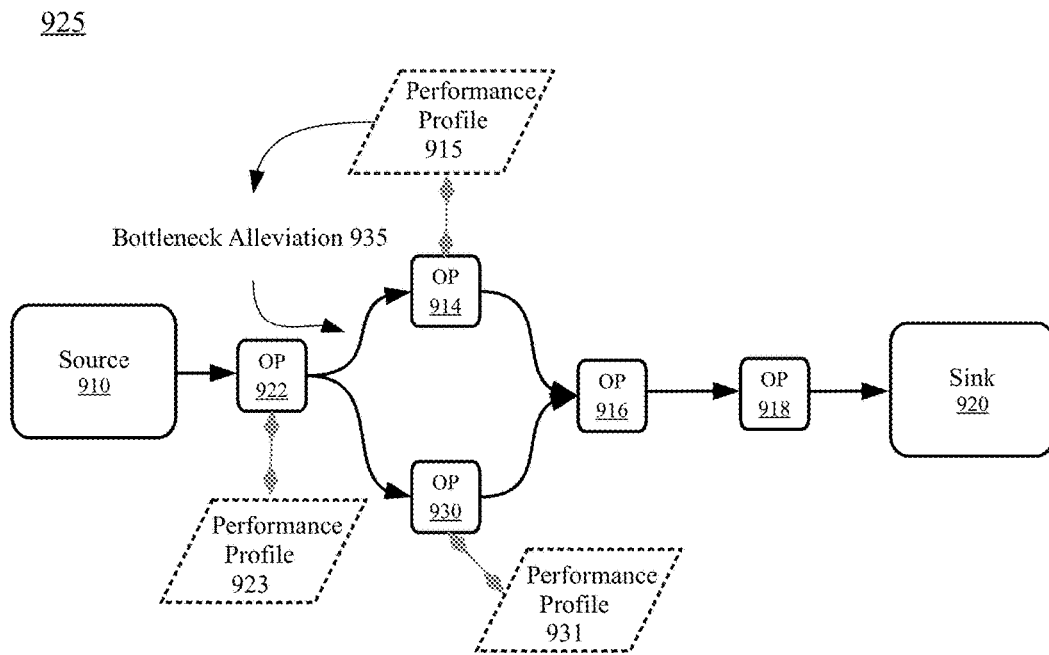 925
Performance
Profile
915
Bottleneck Alleviation 935
OP
914
Source
910
OP
922
OP
916
OP
918
Sink
920
OP
930
Performance
Profile
923
Performance
Profile
931